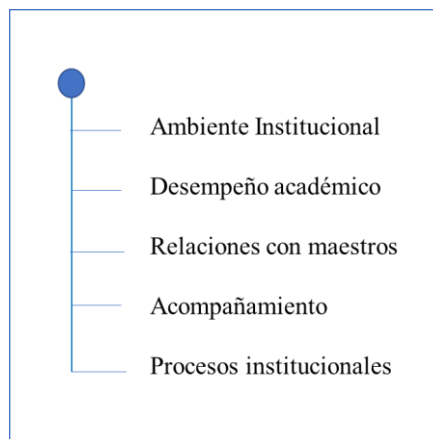 Ambiente Institucional
Desempeño académico
Relaciones con maestros
Acompañamiento
Procesos institucionales